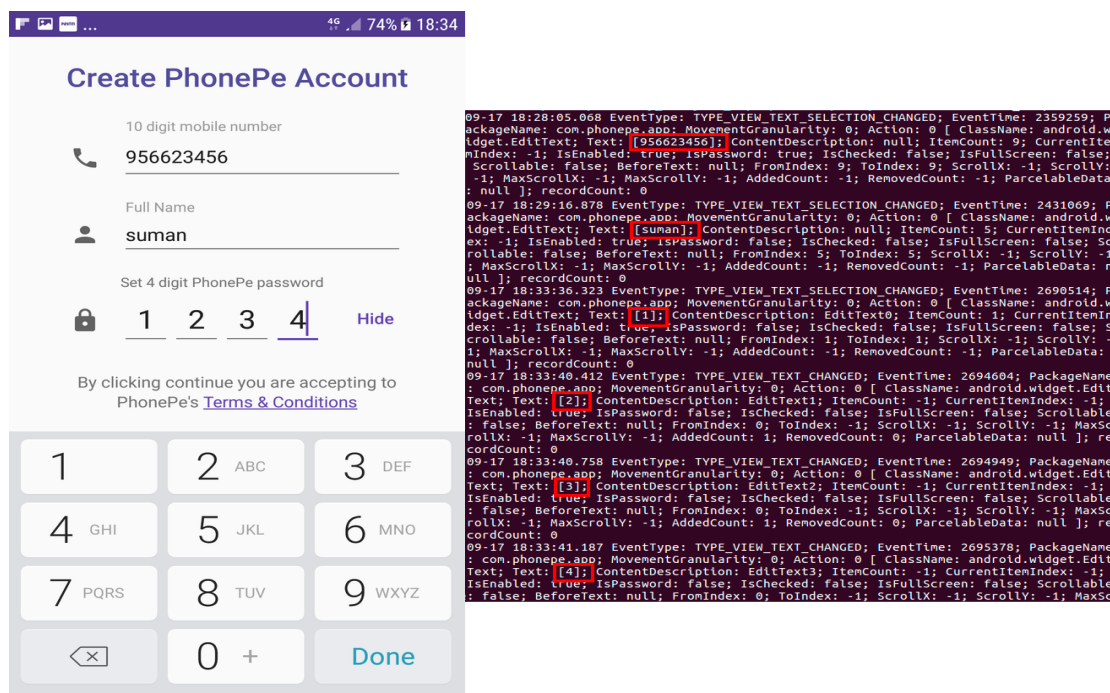 4G 74% 18:34
Create PhonePe Account
10 digit mobile number
956623456
Full Name
suman
Set 4 digit PhonePe password
1 2 3 4 Hide
By clicking continue you are accepting to
PhonePe's Terms & Conditions
1 2 ABC 3 DEF
4 GHI 5 JKL 6 MNO
7 PQRS 8 TUV 9 WXYZ
0 + Done
09-17 18:28:05.068 EventType: TYPE_VIEW_TEXT_SELECTION_CHANGED; EventTime: 2359259; P
ackageName: com.phonepe.app; MovementGranularity: 0; Action: 0 [ ClassName: android.w
idget.EditText; Text: [956623456]; ContentDescription: null; ItemCount: 9; CurrentIte
mIndex: -1; IsEnabled: true; IsPassword: true; IsChecked: false; IsFullScreen: false;
Scrollable: false; BeforeText: null; FromIndex: 9; ToIndex: 9; ScrollX: -1; ScrollY:
-1; MaxScrollX: -1; MaxScrollY: -1; AddedCount: -1; RemovedCount: -1; ParcelableData
: null ]; recordCount: 0
09-17 18:29:16.878 EventType: TYPE_VIEW_TEXT_SELECTION_CHANGED; EventTime: 2431069; P
ackageName: com.phonepe.app; MovementGranularity: 0; Action: 0 [ ClassName: android.w
idget.EditText; Text: [suman]; ContentDescription: null; ItemCount: 5; CurrentItemInd
ex: -1; IsEnabled: true; IsPassword: false; IsChecked: false; IsFullScreen: false; Sc
rollable: false; BeforeText: null; FromIndex: 5; ToIndex: 5; ScrollX: -1; ScrollY: -1
; MaxScrollX: -1; MaxScrollY: -1; AddedCount: -1; RemovedCount: -1; ParcelableData: n
ull ]; recordCount: 0
09-17 18:33:36.323 EventType: TYPE_VIEW_TEXT_SELECTION_CHANGED; EventTime: 2690514; P
ackageName: com.phonepe.app; MovementGranularity: 0; Action: 0 [ ClassName: android.w
idget.EditText; Text: [1]; ContentDescription: EditText0; ItemCount: 1; CurrentItemIn
dex: -1; IsEnabled: true; IsPassword: false; IsChecked: false; IsFullScreen: false; S
crollable: false; BeforeText: null; FromIndex: 1; ToIndex: 1; ScrollX: -1; ScrollY: -
1; MaxScrollX: -1; MaxScrollY: -1; AddedCount: -1; RemovedCount: -1; ParcelableData:
null ]; recordCount: 0
09-17 18:33:40.412 EventType: TYPE_VIEW_TEXT_CHANGED; EventTime: 2694604; PackageName
: com.phonepe.app; MovementGranularity: 0; Action: 0 [ ClassName: android.widget.Edit
Text; Text: [2]; ContentDescription: EditText1; ItemCount: -1; CurrentItemIndex: -1;
IsEnabled: true; IsPassword: false; IsChecked: false; IsFullScreen: false; Scrollable
: false; BeforeText: null; FromIndex: 0; ToIndex: -1; ScrollX: -1; ScrollY: -1; MaxSc
rollX: -1; MaxScrollY: -1; AddedCount: 1; RemovedCount: 0; ParcelableData: null ]; re
cordCount: 0
09-17 18:33:40.758 EventType: TYPE_VIEW_TEXT_CHANGED; EventTime: 2694949; PackageName
: com.phonepe.app; MovementGranularity: 0; Action: 0 [ ClassName: android.widget.Edit
Text; Text: [3]; ContentDescription: EditText2; ItemCount: -1; CurrentItemIndex: -1;
IsEnabled: true; IsPassword: false; IsChecked: false; IsFullScreen: false; Scrollable
: false; BeforeText: null; FromIndex: 0; ToIndex: -1; ScrollX: -1; ScrollY: -1; MaxSc
rollX: -1; MaxScrollY: -1; AddedCount: 1; RemovedCount: 0; ParcelableData: null ]; re
cordCount: 0
09-17 18:33:41.187 EventType: TYPE_VIEW_TEXT_CHANGED; EventTime: 2695378; PackageName
: com.phonepe.app; MovementGranularity: 0; Action: 0 [ ClassName: android.widget.Edit
Text; Text: [4]; ContentDescription: EditText3; ItemCount: -1; CurrentItemIndex: -1;
IsEnabled: true; IsPassword: false; IsChecked: false; IsFullScreen: false; Scrollable
: false; BeforeText: null; FromIndex: 0; ToIndex: -1; ScrollX: -1; ScrollY: -1; MaxSc